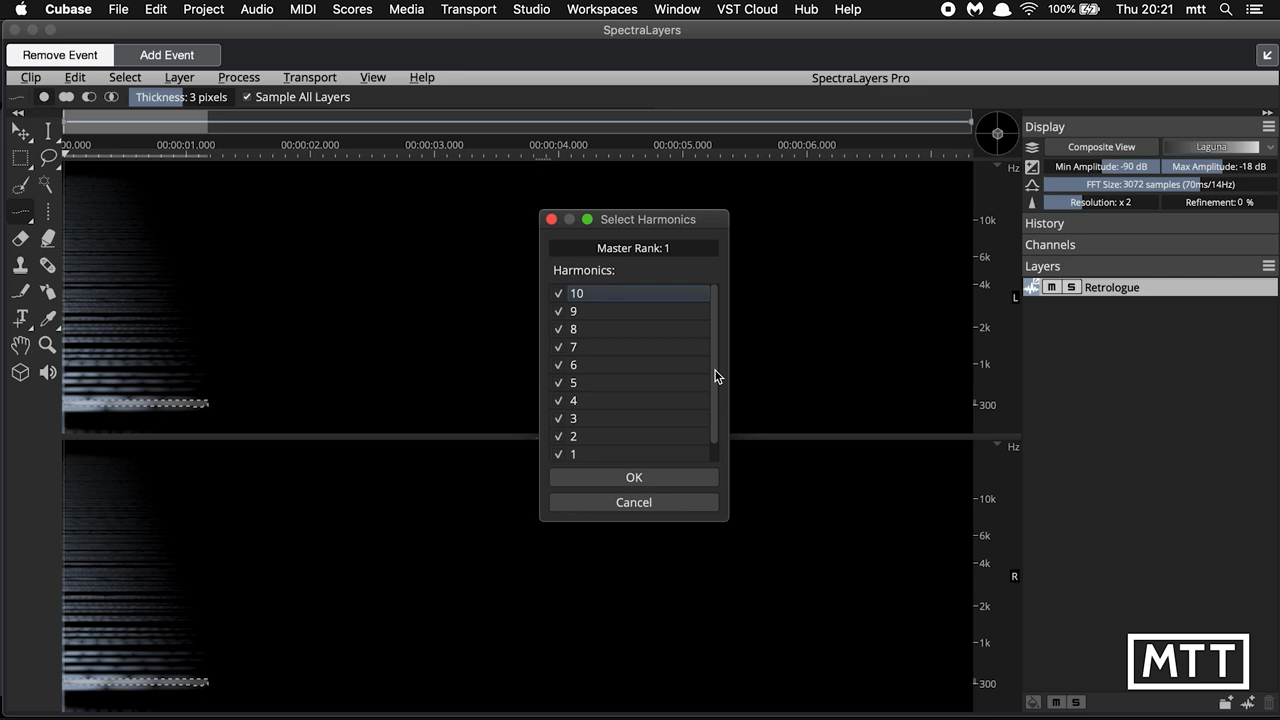 Cubase File Edit Project Audio MIDI Scores Media Transport Studio Workspaces Window VST Cloud Hub Help 100% Thu 20:21 mtt
SpectraLayers
Remove Event Add Event
Clip Edit Select Layer Process Transport View Help SpectraLayers Pro
Thickness: 3 pixels Sample All Layers
Display
Composite View Laguna
Min Amplitude: -90 dB Max Amplitude: -18 dB
FFT Size: 3072 samples (70ms/14Hz)
Resolution: x 2 Refinement: 0 %
History
Channels
Layers
m S Retrologue
00.000 00:00:01.000 00:00:02.000 00:00:03.000 00:00:04.000 00:00:05.000 00:00:06.000
Hz
10k
6k
4k
L
2k
1k
300
Hz
10k
6k
4k
R
2k
1k
300
Select Harmonics
Master Rank: 1
Harmonics:
10
9
8
7
6
5
4
3
2
1
OK
Cancel
MTT
m S